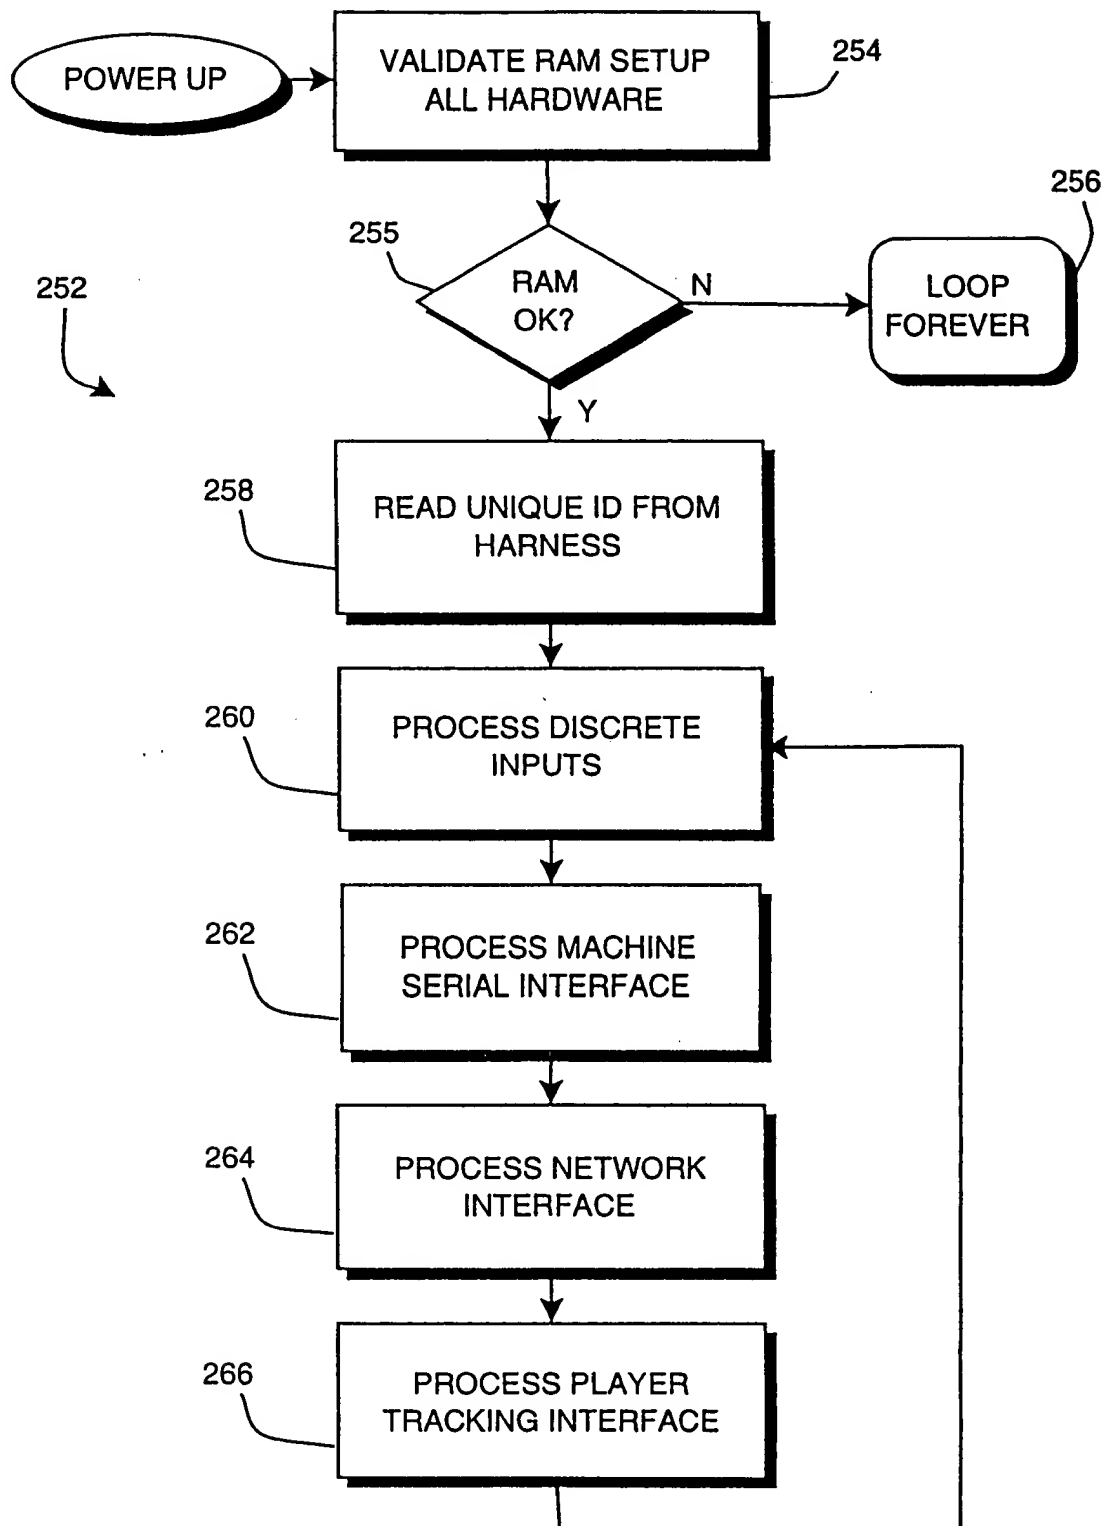 POWER UP
VALIDATE RAM SETUP
ALL HARDWARE
254
255
RAM
OK?
N
256
LOOP
FOREVER
252
Y
258
READ UNIQUE ID FROM
HARNESS
260
PROCESS DISCRETE
INPUTS
262
PROCESS MACHINE
SERIAL INTERFACE
264
PROCESS NETWORK
INTERFACE
266
PROCESS PLAYER
TRACKING INTERFACE